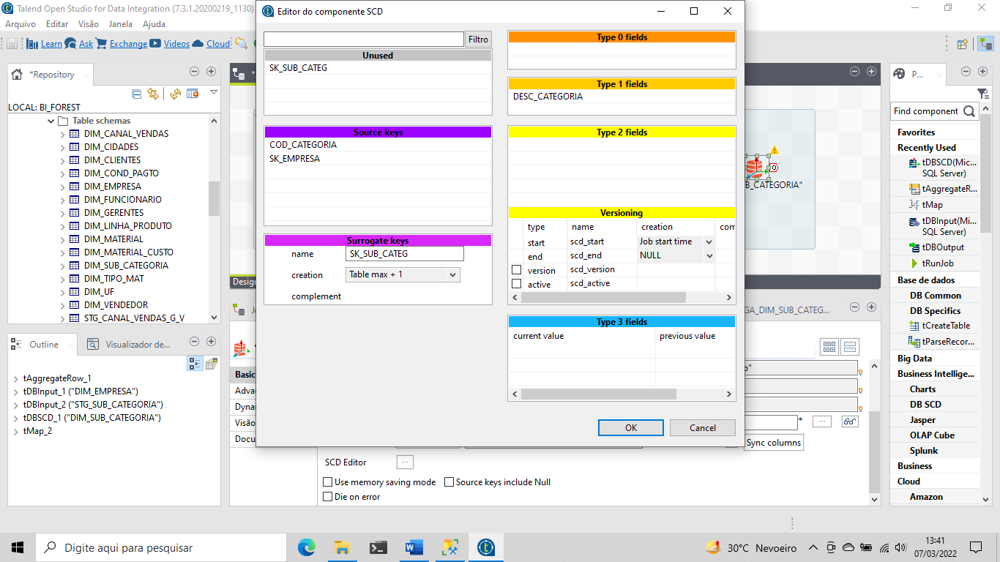 Talend Open Studio for Data Integration (7.3.1.20200219_1130)
Arquivo Editar Visão Janela Ajuda
Learn Ask Exchange Videos Cloud
*Repository
LOCAL: BI_FOREST
Table schemas
DIM_CANAL_VENDAS
DIM_CIDADES
DIM_CLIENTES
DIM_COND_PAGTO
DIM_EMPRESA
DIM_FUNCIONARIO
DIM_GERENTES
DIM_LINHA_PRODUTO
DIM_MATERIAL
DIM_MATERIAL_CUSTO
DIM_SUB_CATEGORIA
DIM_TIPO_MAT
DIM_UF
DIM_VENDEDOR
STG_CANAL_VENDAS_G_V
Outline Visualizador de...
tAggregateRow_1
tDBInput_1 ("DIM_EMPRESA")
tDBInput_2 ("STG_SUB_CATEGORIA")
tDBSCD_1 ("DIM_SUB_CATEGORIA")
tMap_2
Editor do componente SCD
Filtro
Unused
SK_SUB_CATEG
Source keys
COD_CATEGORIA
SK_EMPRESA
Surrogate keys
name SK_SUB_CATEG
creation Table max + 1
complement
Type 0 fields
Type 1 fields
DESC_CATEGORIA
Type 2 fields
Versioning
type name creation com
start scd_start Job start time
end scd_end NULL
version scd_version
active scd_active
Type 3 fields
current value previous value
OK Cancel
B_CATEGORIA"
Design
GA_DIM_SUB_CATEG...
Basic
Advan
Dynan
Visão
Docu
* ...
Sync columns
SCD Editor ...
Use memory saving mode Source keys include Null
Die on error
P...
Find component
Favorites
Recently Used
tDBSCD(Mic...
SQL Server)
tAggregateR...
tMap
tDBInput(Mi...
SQL Server)
tDBOutput
tRunJob
Base de dados
DB Common
DB Specifics
tCreateTable
tParseRecor...
Big Data
Business Intellige...
Charts
DB SCD
Jasper
OLAP Cube
Splunk
Business
Cloud
Amazon
Digite aqui para pesquisar
30°C Nevoeiro
13:41
07/03/2022